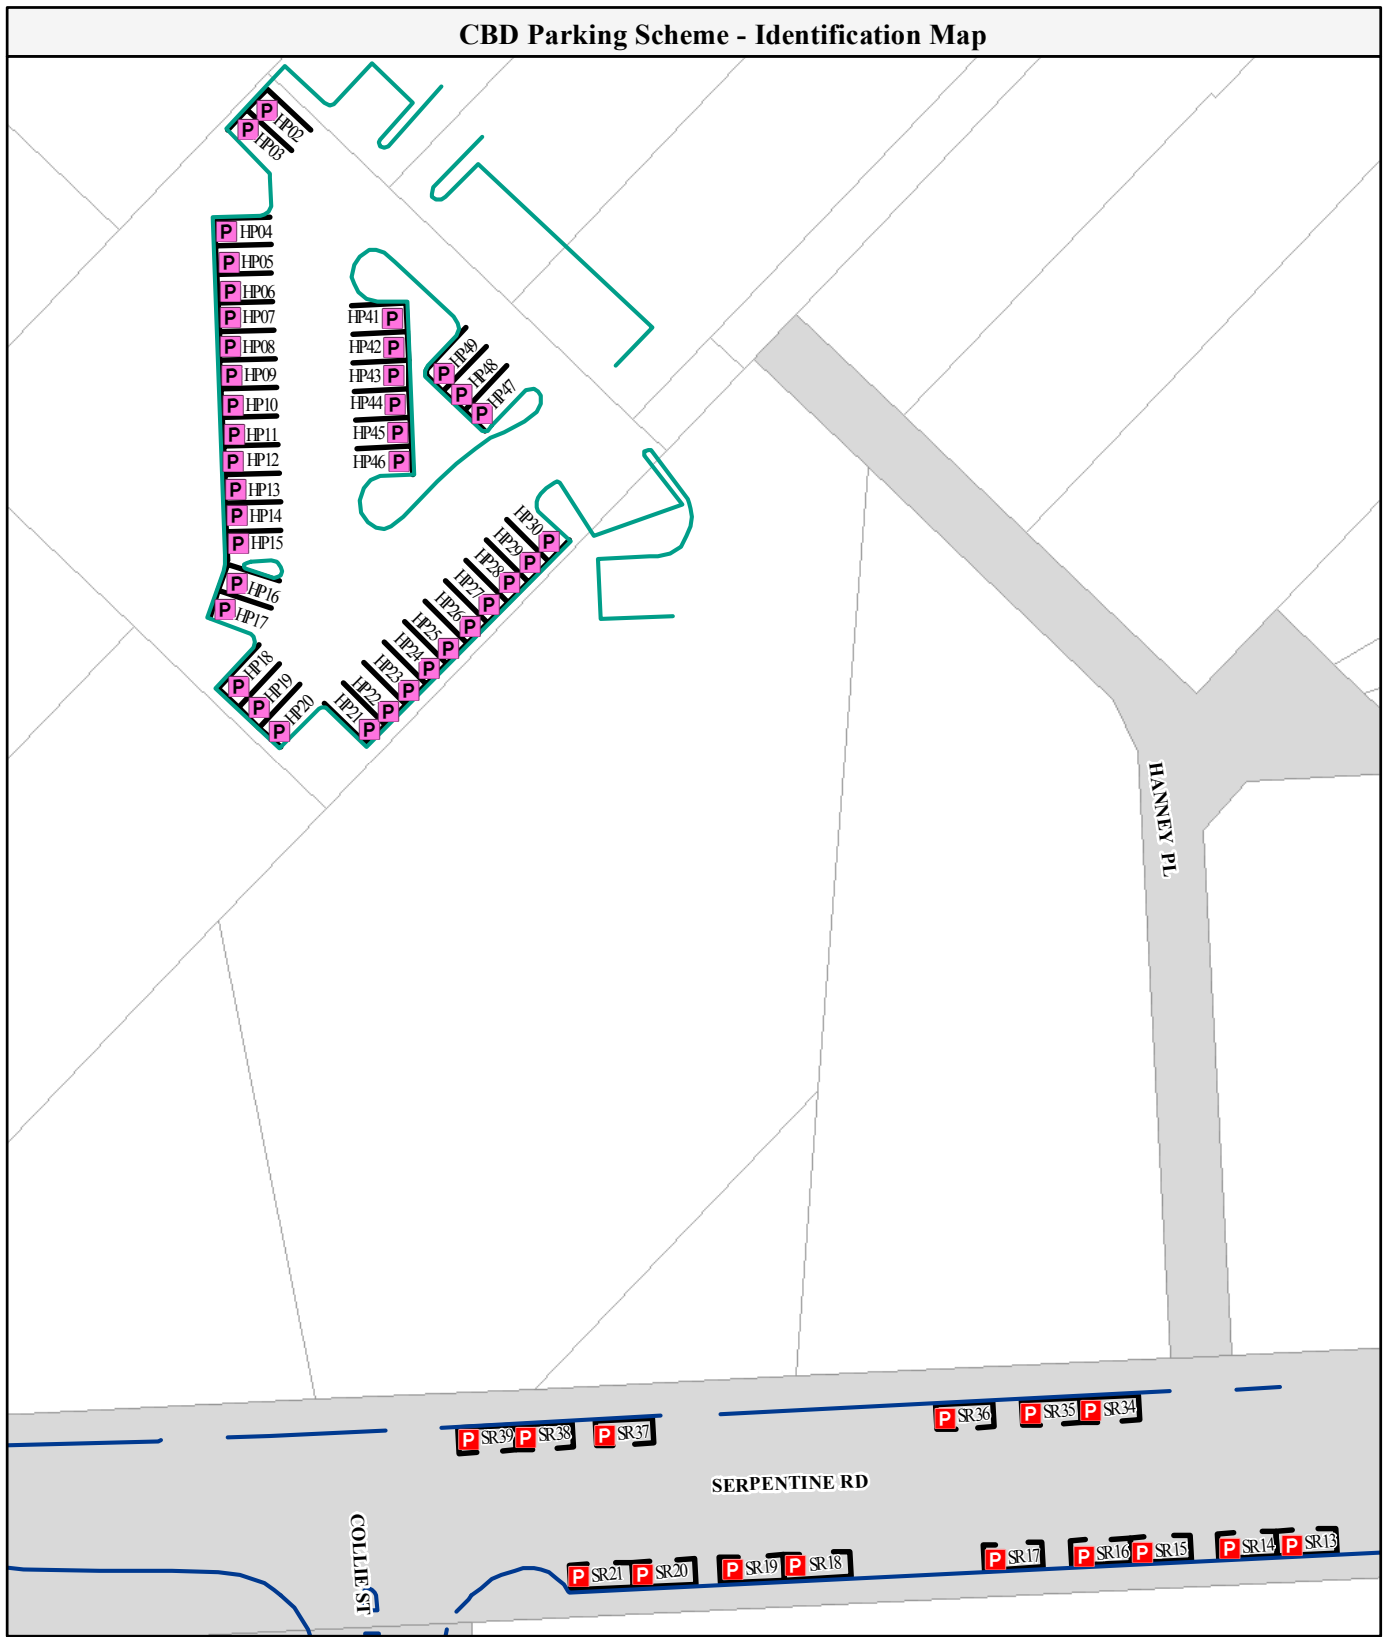 CBD Parking Scheme - Identification Map
P HP02
P HP03
P HP04
P HP05
P HP06
P HP07
P HP08
P HP09
P HP10
P HP11
P HP12
P HP13
P HP14
P HP15
P HP16
P HP17
P HP18
P HP19
P HP20
HP41 P
HP42 P
HP43 P
HP44 P
HP45 P
HP46 P
P HP49
P HP48
P HP47
HP30 P
HP29 P
HP28 P
HP27 P
HP26 P
HP25 P
HP24 P
HP23 P
HP22 P
HP21 P
HANNEY PL
P SR39
P SR38
P SR37
P SR36
P SR35
P SR34
SERPENTINE RD
COLLIE ST
P SR21
P SR20
P SR19
P SR18
P SR17
P SR16
P SR15
P SR14
P SR13